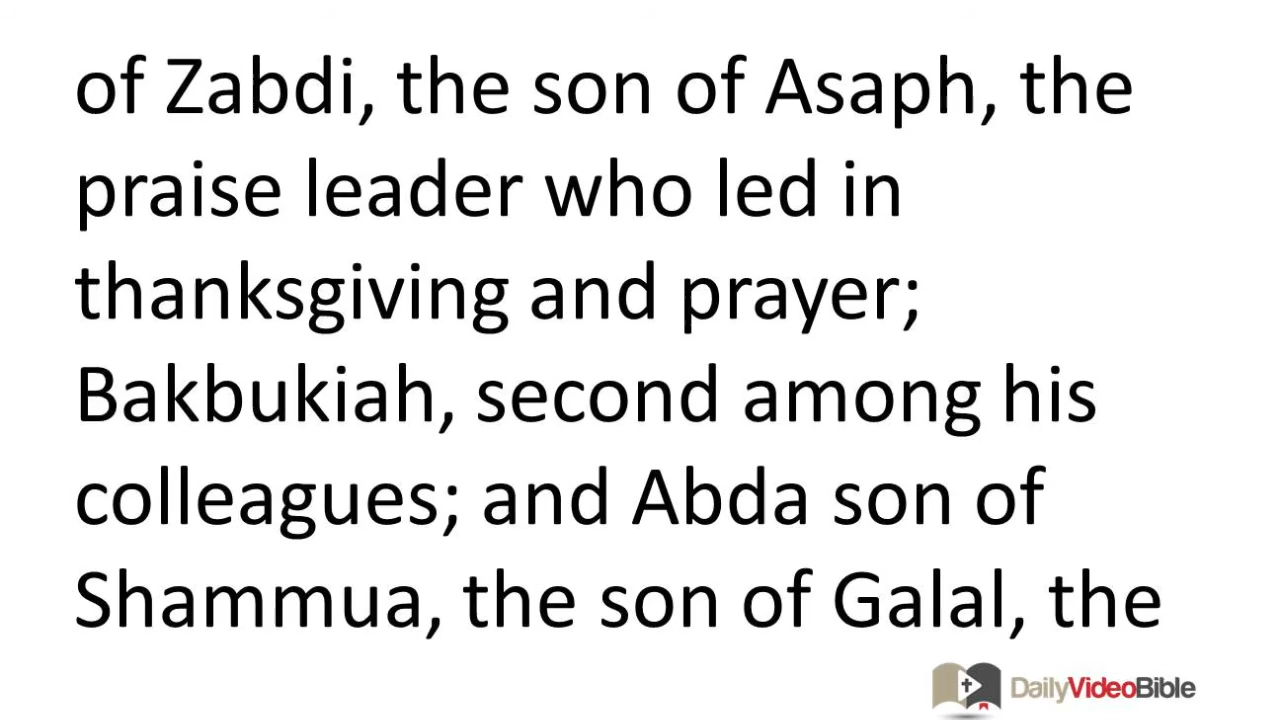 of Zabdi, the son of Asaph, the
praise leader who led in
thanksgiving and prayer;
Bakbukiah, second among his
colleagues; and Abda son of
Shammua, the son of Galal, the
DailyVideoBible